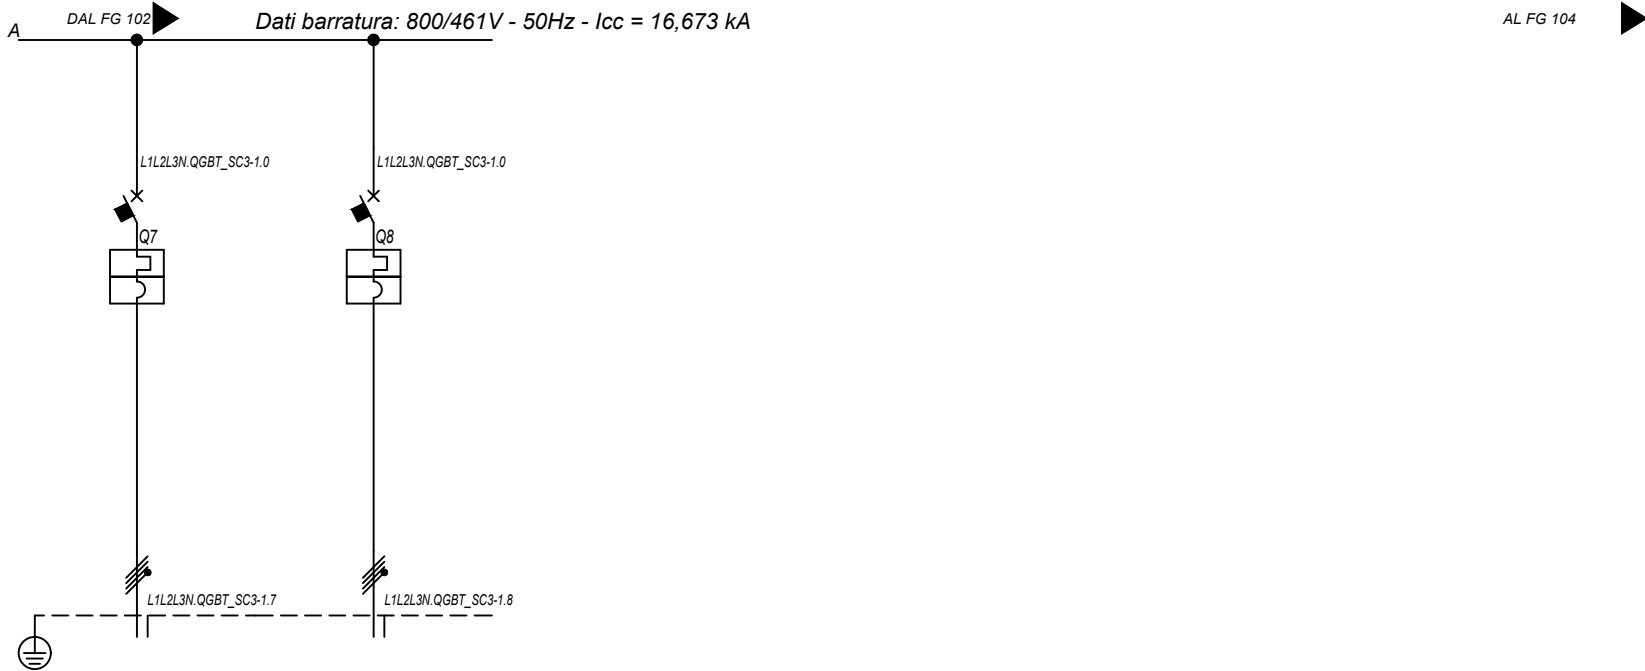 DAL FG 102
Dati barratura: 800/461V - 50Hz - Icc = 16,673 kA
AL FG 104
A
L1L2L3N.QGBT_SC3-1.0
L1L2L3N.QGBT_SC3-1.0
Q7
Q8
L1L2L3N.QGBT_SC3-1.7
L1L2L3N.QGBT_SC3-1.8